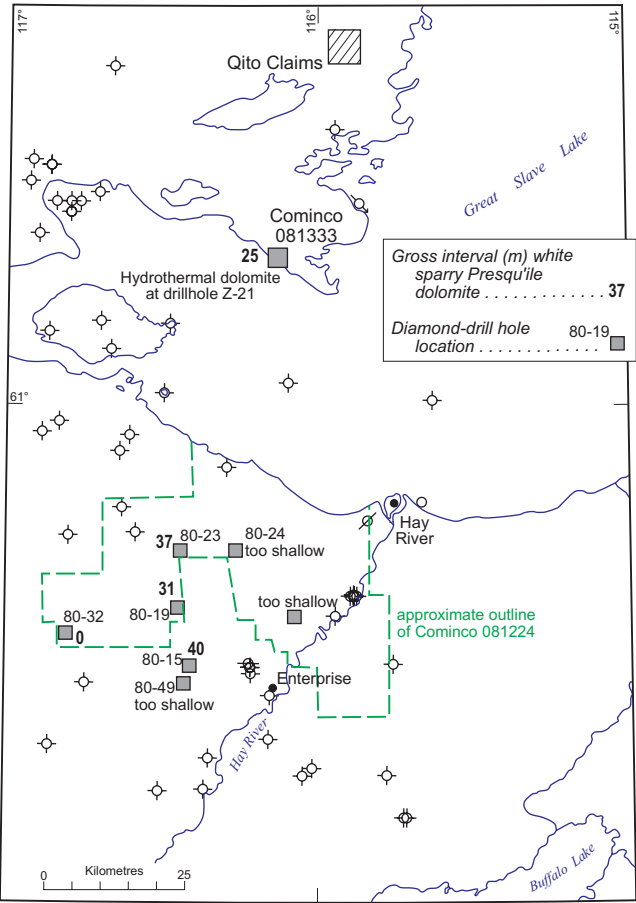 117°
116°
115°
Qito Claims
Great Slave Lake
Cominco
081333
25
Hydrothermal dolomite
at drillhole Z-21
Gross interval (m) white
sparry Presqu'ile
dolomite . . . . . . . . . . . . . 37
Diamond-drill hole 80-19
location . . . . . . . . . . . . .
61°
Hay
River
37 80-23
80-24
too shallow
31
80-19
too shallow
approximate outline
of Cominco 081224
80-32
0
40
80-15
80-49
too shallow
Enterprise
Hay River
Kilometres
0 25
Buffalo Lake